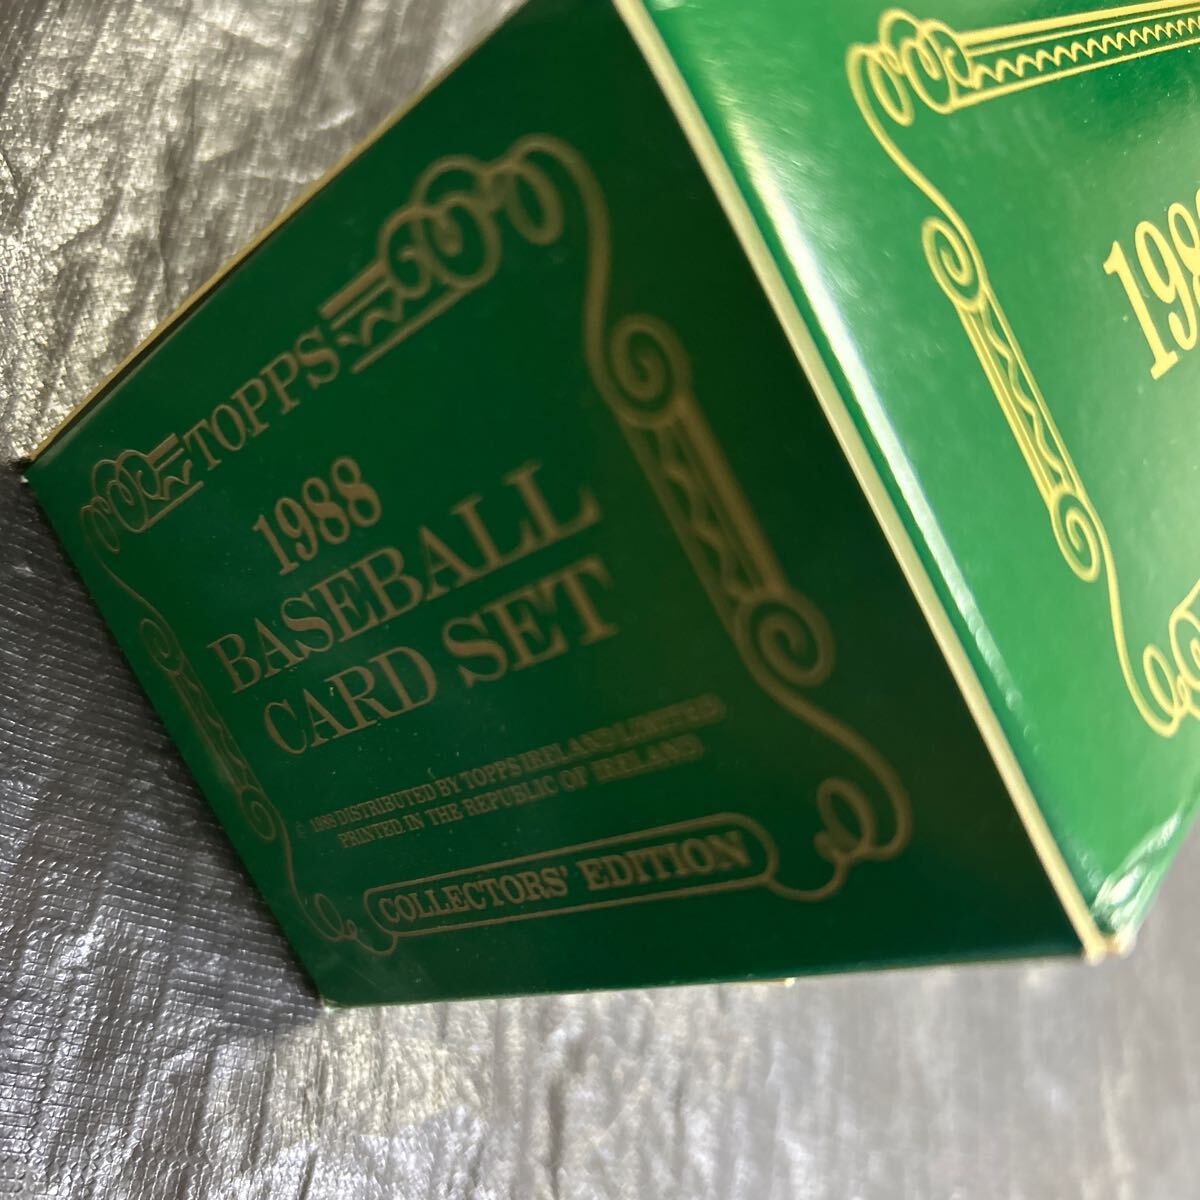 TOPPS
1988
BASEBALL
CARD SET
© 1988 DISTRIBUTED BY TOPPS IRELAND LIMITED
PRINTED IN THE REPUBLIC OF IRELAND
COLLECTORS' EDITION